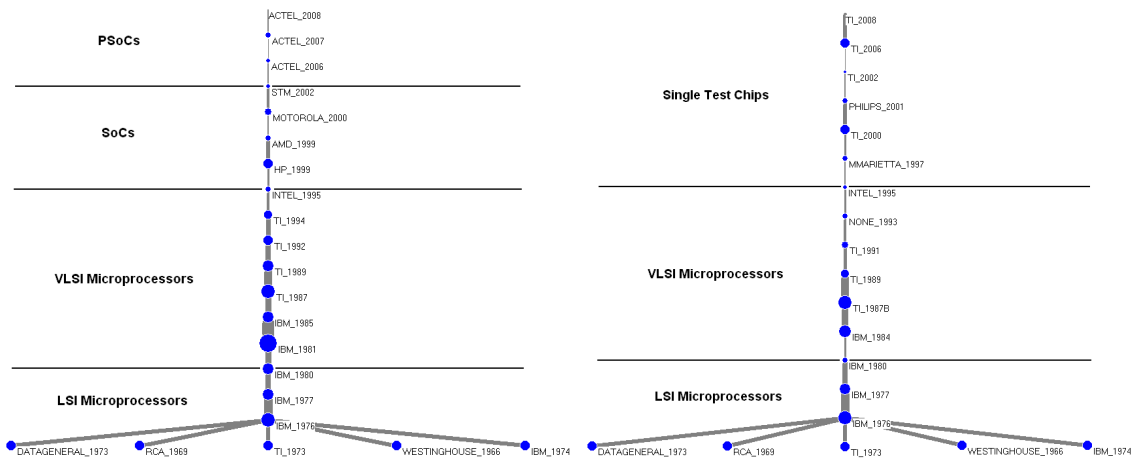 ACTEL_2008
PSoCs
ACTEL_2007
ACTEL_2006
STM_2002
MOTOROLA_2000
SoCs
AMD_1999
HP_1999
INTEL_1995
TI_1994
TI_1992
VLSI Microprocessors
TI_1989
TI_1987
IBM_1985
IBM_1981
IBM_1980
LSI Microprocessors
IBM_1977
IBM_1976
DATAGENERAL_1973
RCA_1969
TI_1973
WESTINGHOUSE_1966
IBM_1974
TI_2008
TI_2006
TI_2002
Single Test Chips
PHILIPS_2001
TI_2000
MMARIETTA_1997
INTEL_1995
NONE_1993
TI_1991
VLSI Microprocessors
TI_1989
TI_1987B
IBM_1984
IBM_1980
LSI Microprocessors
IBM_1977
IBM_1976
DATAGENERAL_1973
RCA_1969
TI_1973
WESTINGHOUSE_1966
IBM_1974